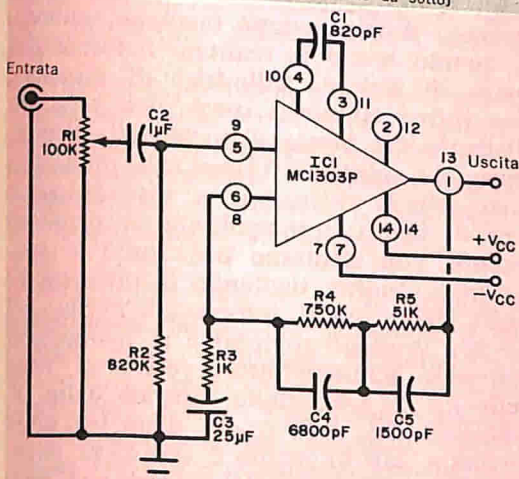 sotto)
C1
820pF
Entrata
10 4
3 11
2 12
R1
100K
C2
1µF
9
5
IC1
MC1303P
13
1
Uscita
6
8
7 7
14 14
+VCC
-VCC
R4
750K
R5
51K
R2
820K
R3
1K
C3
25µF
C4
6800pF
C5
1500pF